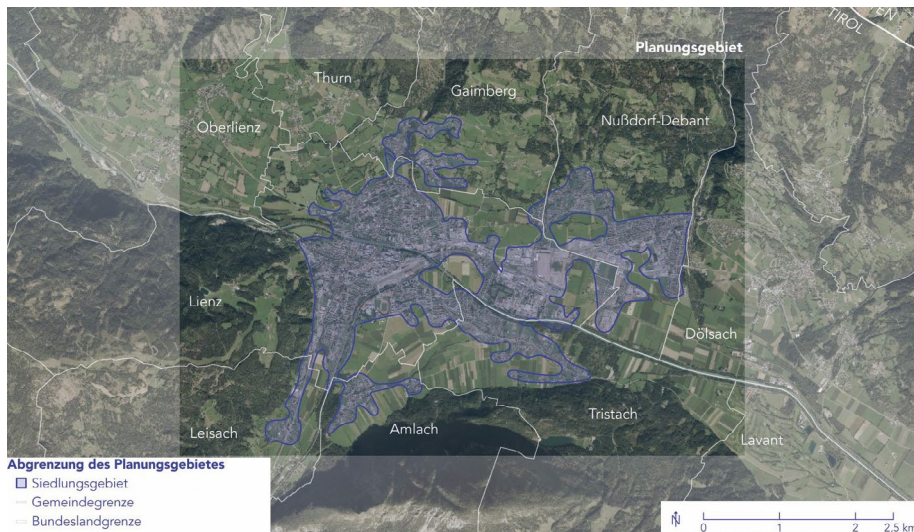 TEN
TIROL
Planungsgebiet
Thurn
Gaimberg
Nußdorf-Debant
Oberlienz
Lienz
Dölsach
Leisach
Amlach
Tristach
Lavant
Abgrenzung des Planungsgebietes
Siedlungsgebiet
Gemeindegrenze
Bundeslandgrenze
N
0 1 2 2.5 km